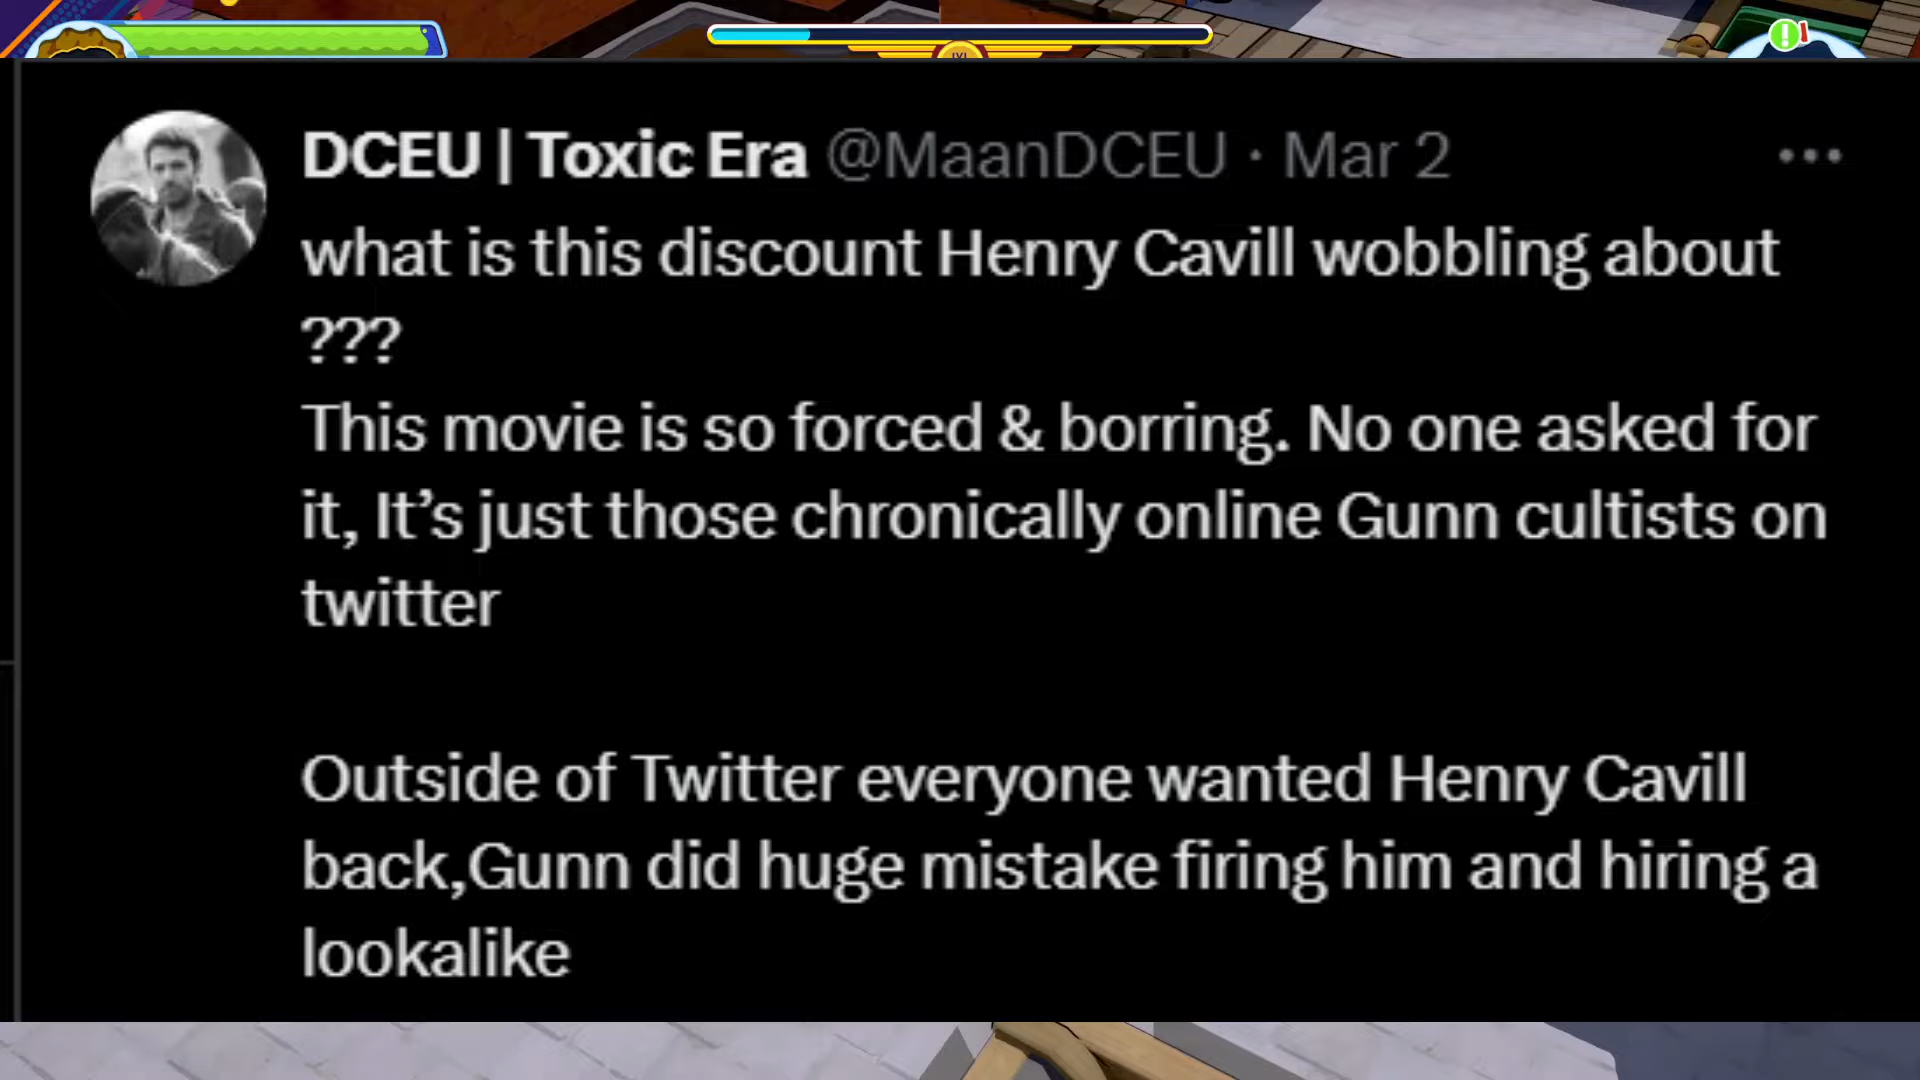 DCEU | Toxic Era @MaanDCEU · Mar 2
what is this discount Henry Cavill wobbling about
???
This movie is so forced & borring. No one asked for
it, It’s just those chronically online Gunn cultists on
twitter
Outside of Twitter everyone wanted Henry Cavill
back,Gunn did huge mistake firing him and hiring a
lookalike